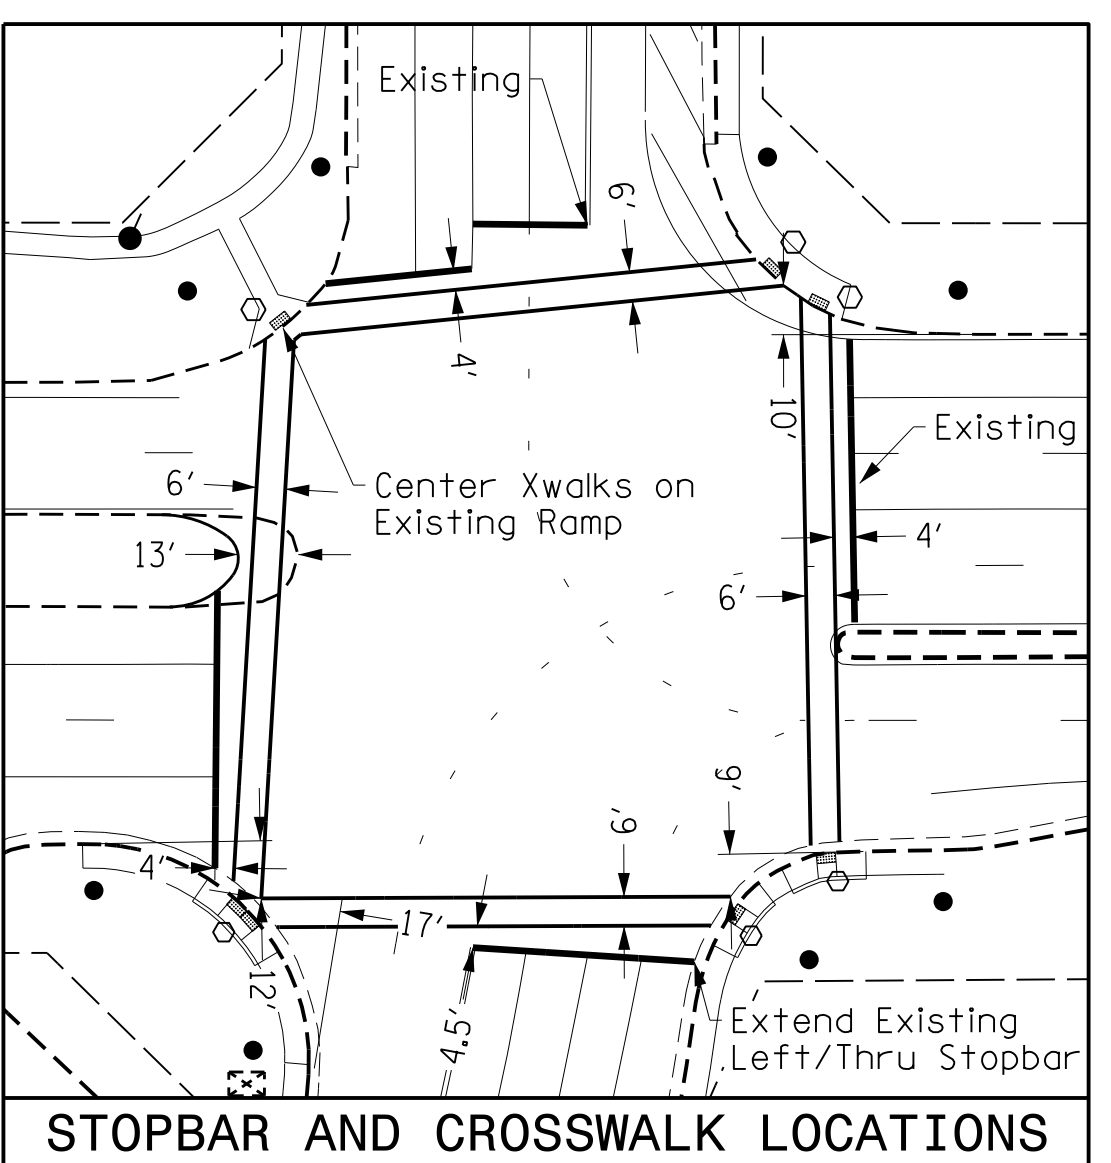 Existing
6'
4'
10'
Existing
Center Xwalks on
Existing Ramp
6'
13'
4'
6'
9'
6'
4'
17'
12'
4.5'
Extend Existing
Left/Thru Stopbar
STOPBAR AND CROSSWALK LOCATIONS